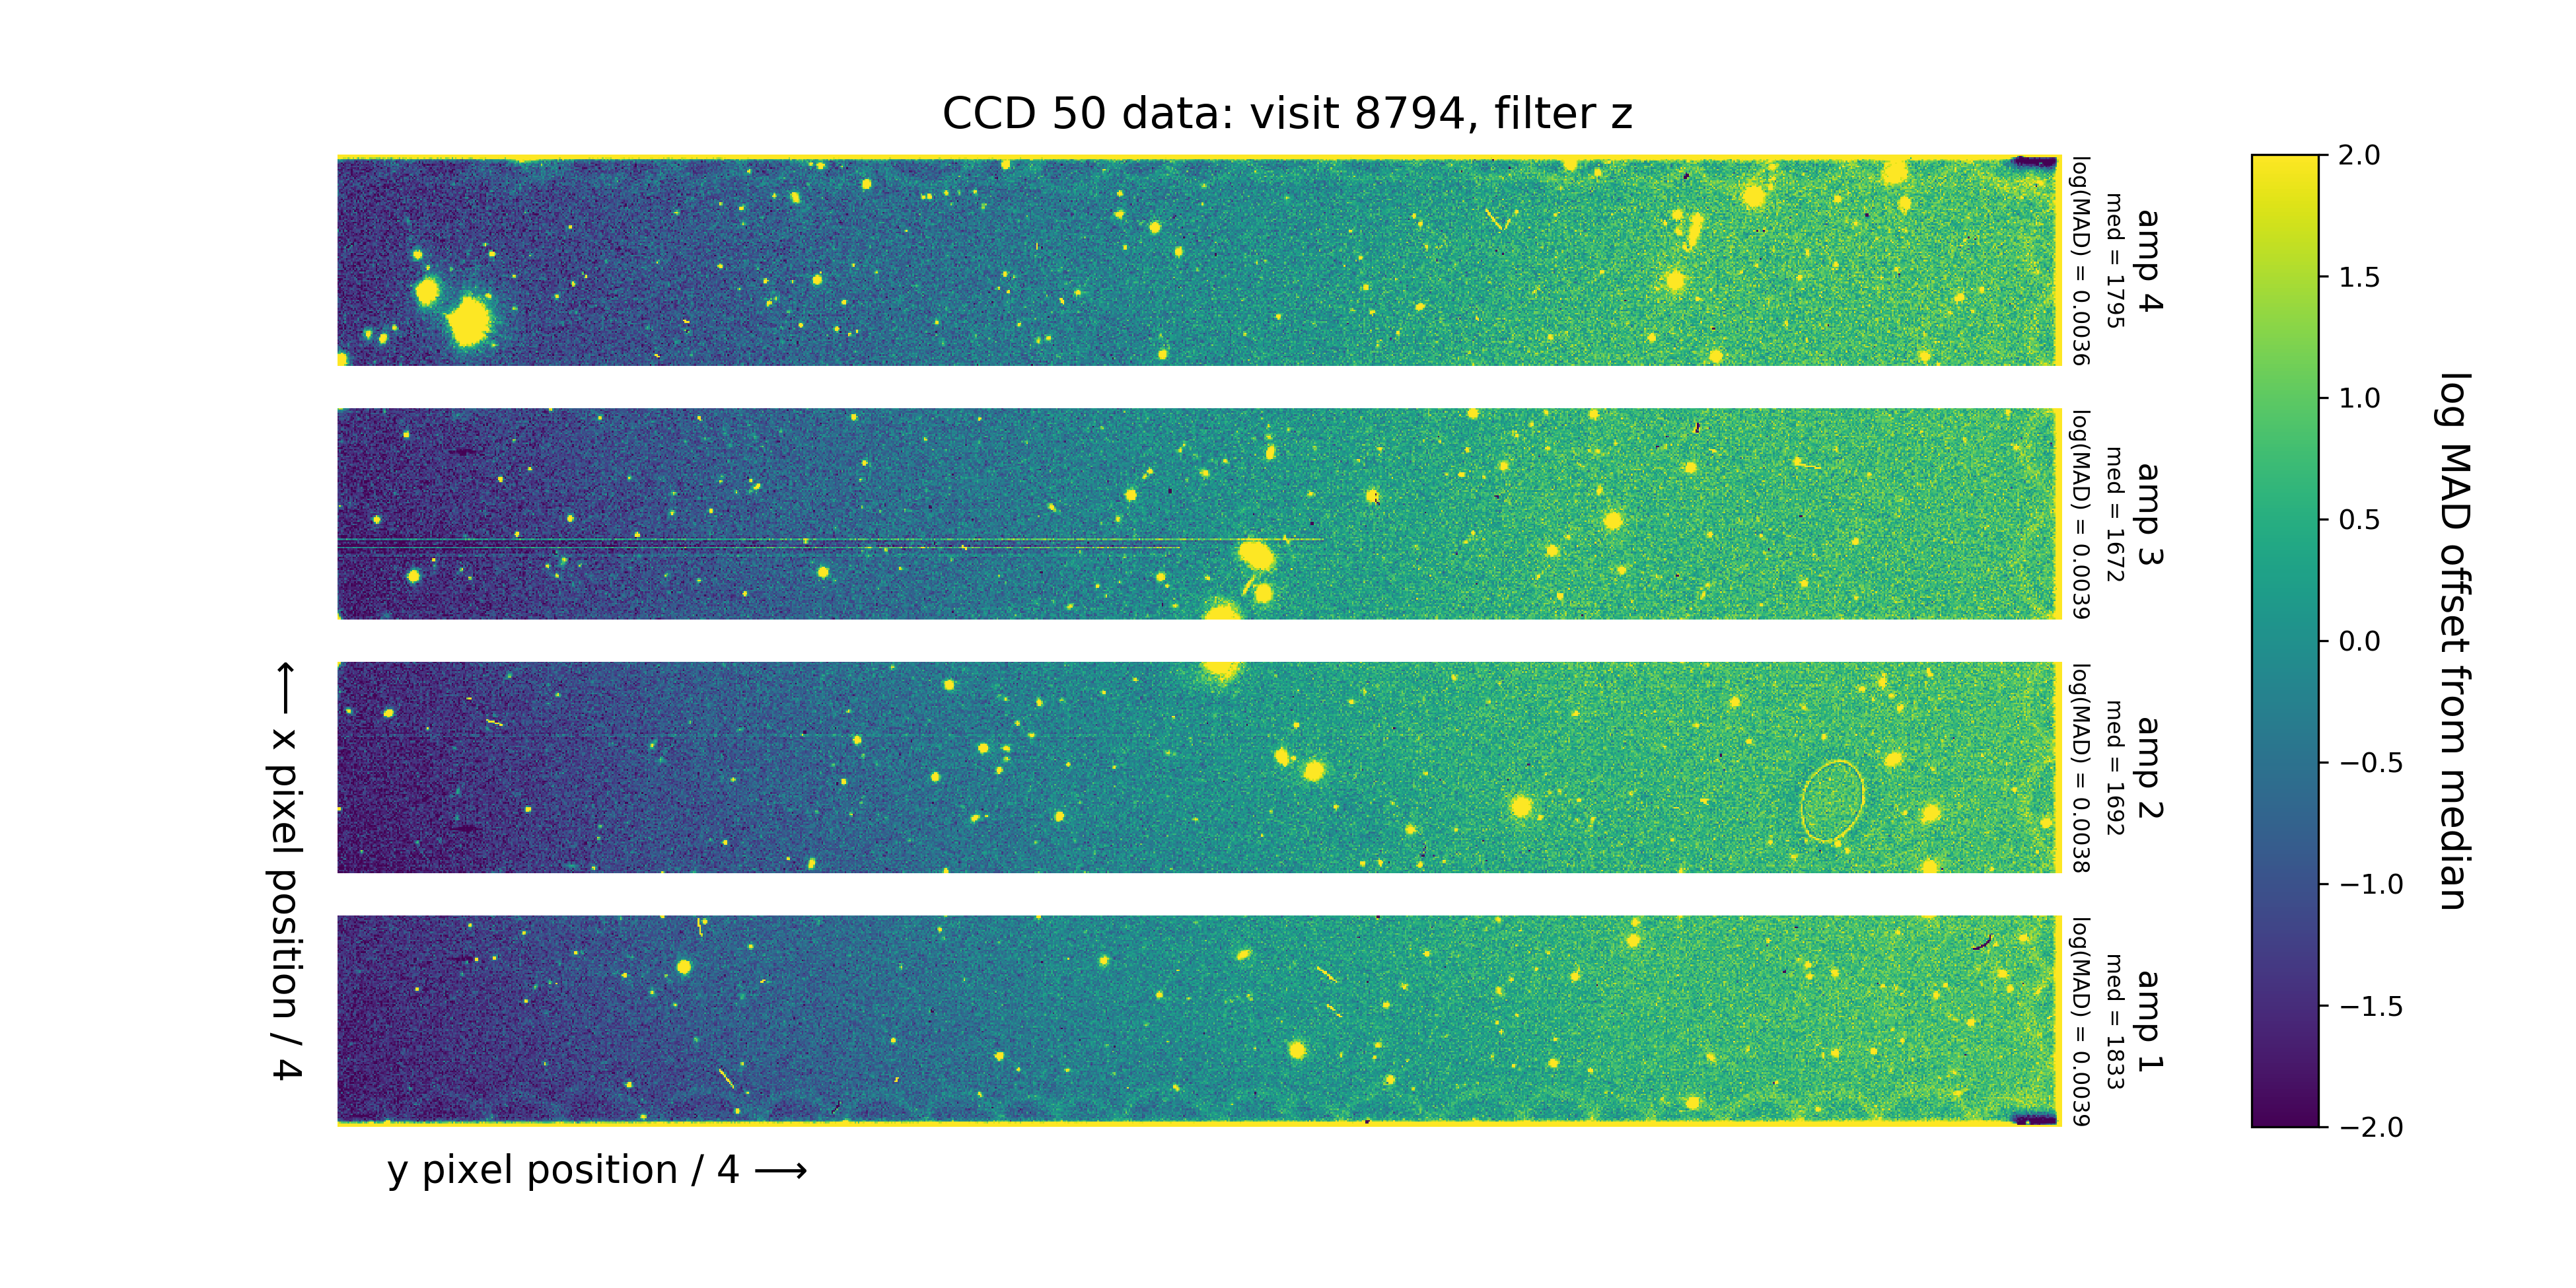 CCD 50 data: visit 8794, filter z
amp 4
med = 1795
log(MAD) = 0.0036
amp 3
med = 1672
log(MAD) = 0.0039
amp 2
med = 1692
log(MAD) = 0.0038
amp 1
med = 1833
log(MAD) = 0.0039
⟵ x pixel position / 4
y pixel position / 4 ⟶
2.0
1.5
1.0
0.5
0.0
−0.5
−1.0
−1.5
−2.0
log MAD offset from median